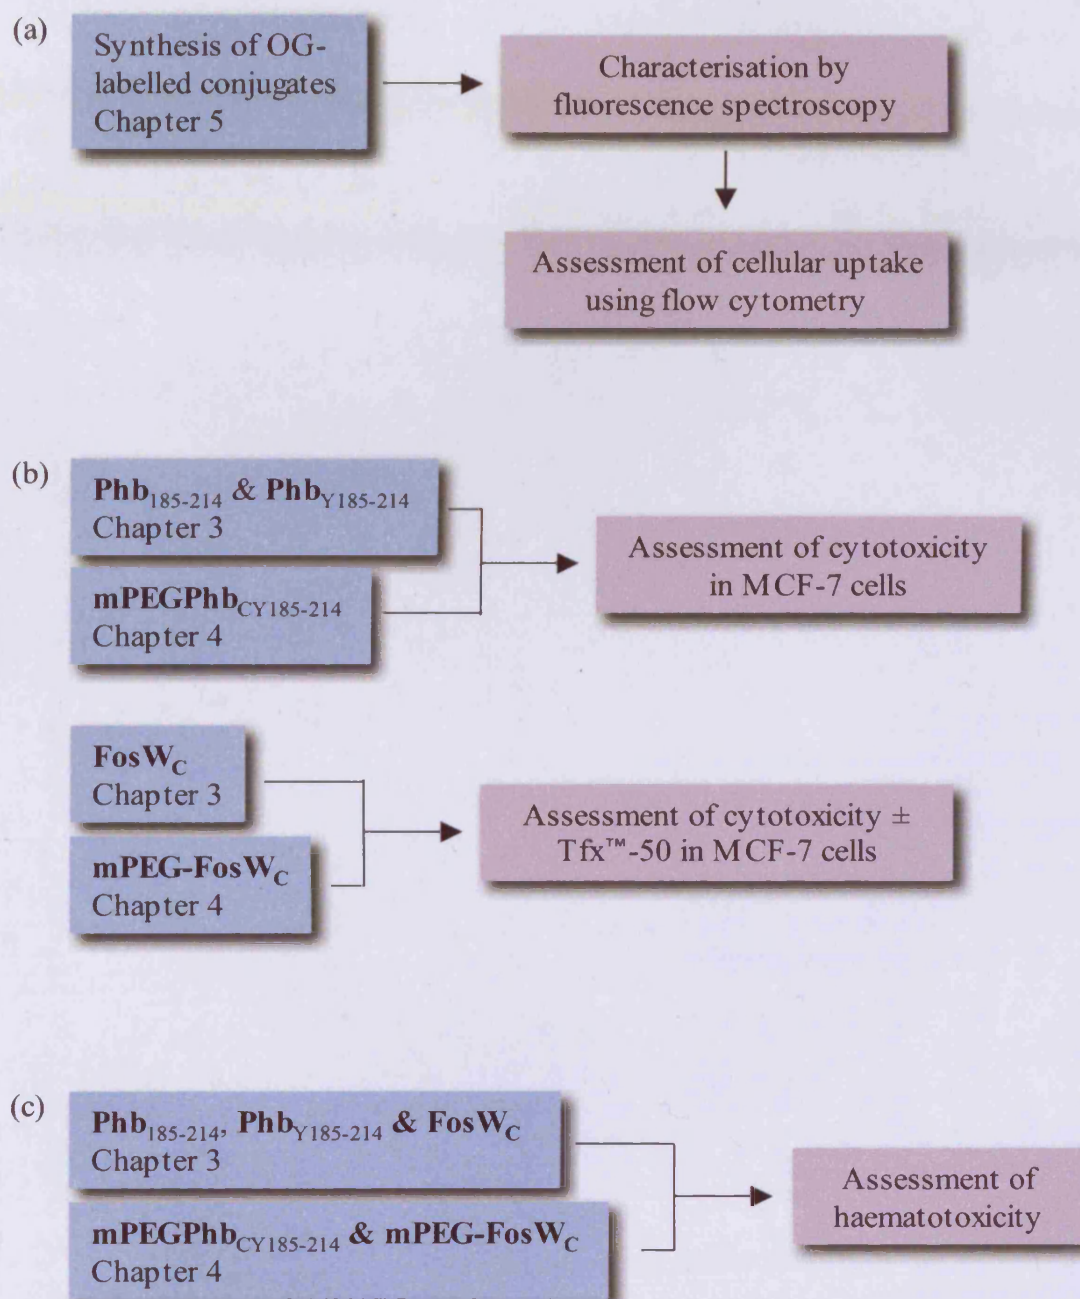 (a)
Synthesis of OG-
labelled conjugates
Chapter 5
Characterisation by
fluorescence spectroscopy
Assessment of cellular uptake
using flow cytometry
(b)
Phb185-214 & PhbY185-214
Chapter 3
mPEGPhbCY185-214
Chapter 4
Assessment of cytotoxicity
in MCF-7 cells
FosWC
Chapter 3
mPEG-FosWC
Chapter 4
Assessment of cytotoxicity ±
Tfx™-50 in MCF-7 cells
(c)
Phb185-214, PhbY185-214 & FosWC
Chapter 3
mPEGPhbCY185-214 & mPEG-FosWC
Chapter 4
Assessment of
haematotoxicity